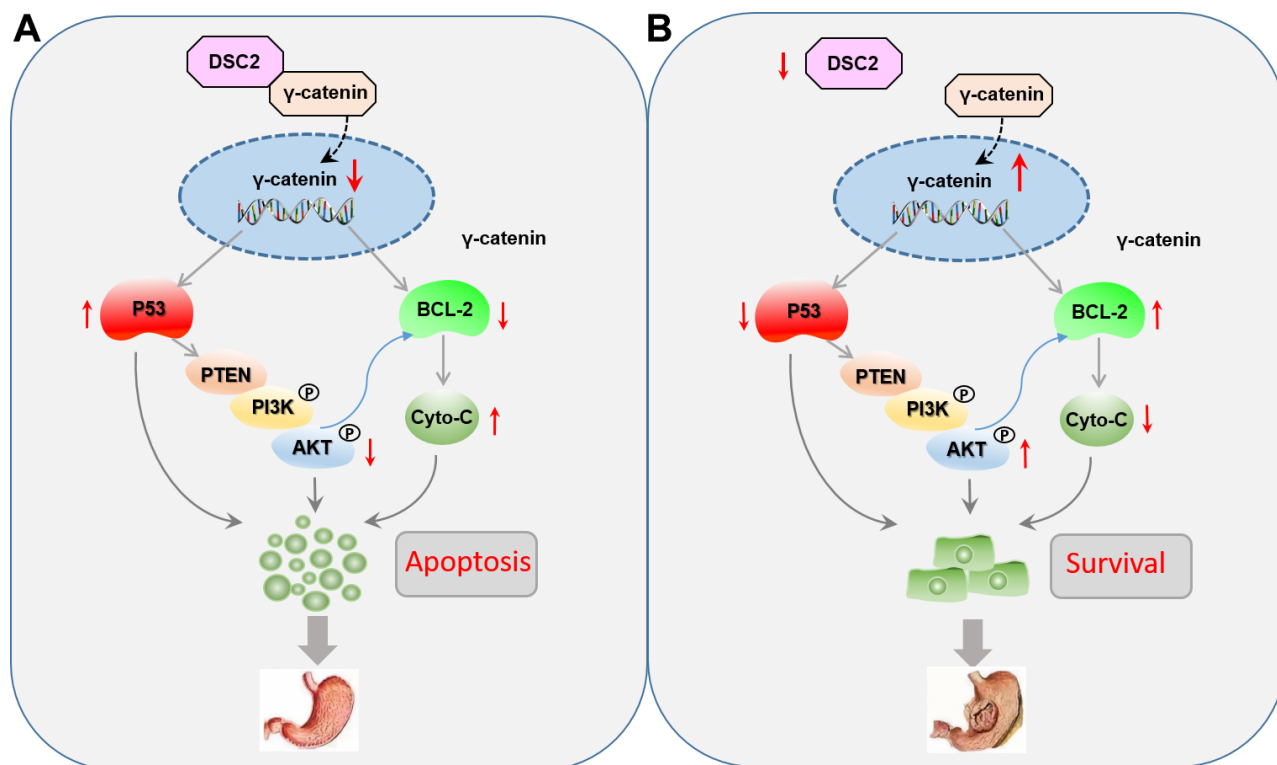 A
DSC2
γ-catenin
γ-catenin
γ-catenin
P53
BCL-2
PTEN
PI3K
P
Cyto-C
AKT
P
Apoptosis
B
DSC2
γ-catenin
γ-catenin
γ-catenin
P53
BCL-2
PTEN
PI3K
P
Cyto-C
AKT
P
Survival